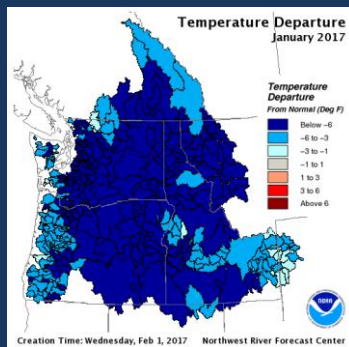 Temperature Departure
January 2017
Temperature
Departure
From Normal (Deg F)
Below -6
-6 to -3
-3 to -1
-1 to 1
1 to 3
3 to 6
Above 6
NOAA
Creation Time: Wednesday, Feb 1, 2017 Northwest River Forecast Center